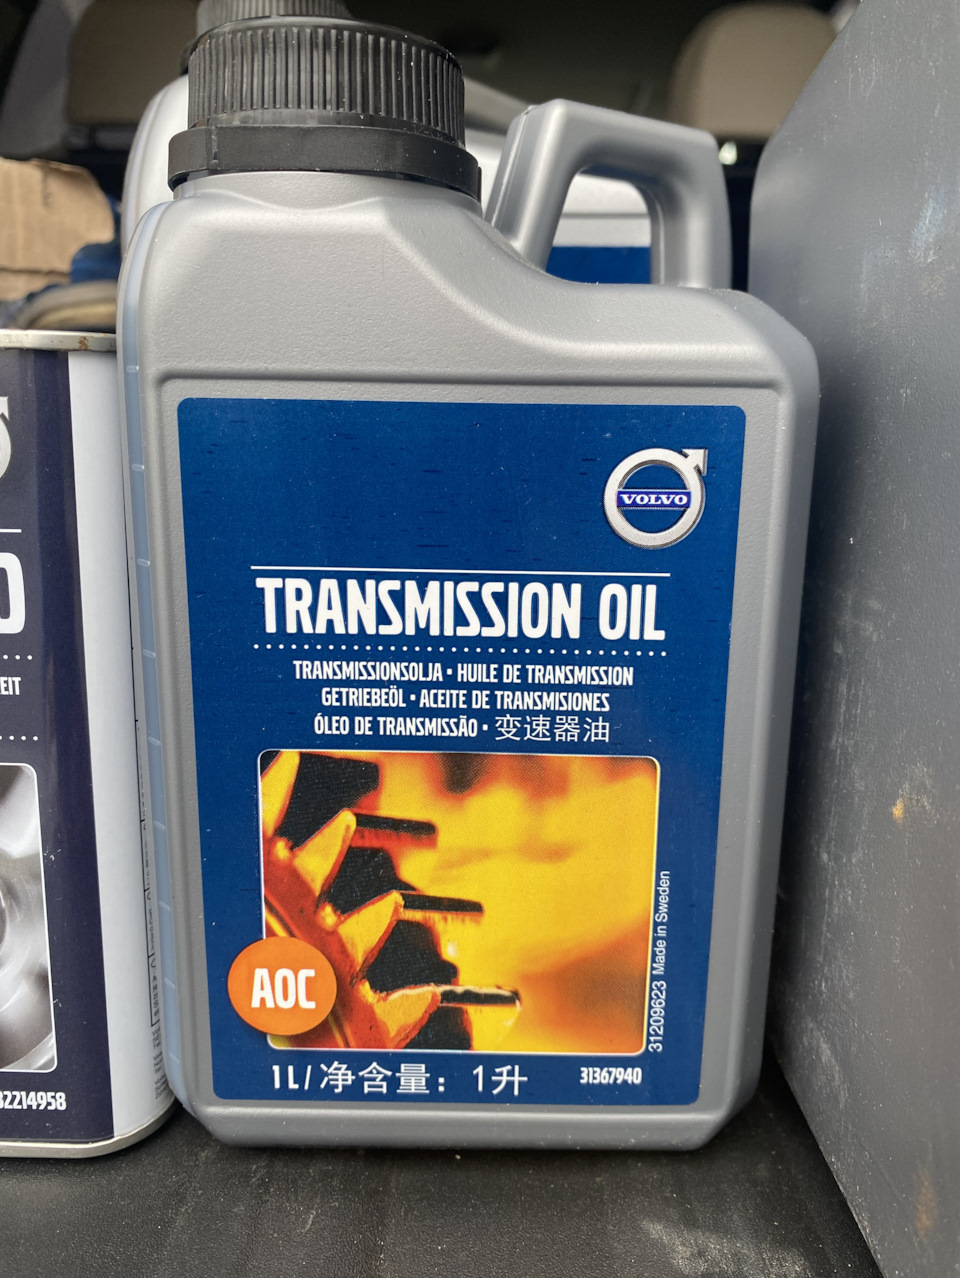 VOLVO
TRANSMISSION OIL
TRANSMISSIONSOLJA · HUILE DE TRANSMISSION
GETRIEBEÖL · ACEITE DE TRANSMISIONES
ÓLEO DE TRANSMISSÃO · 变速器油
AOC
31209623 Made in Sweden
1L/净含量：1升
31367940
EIT
32214958